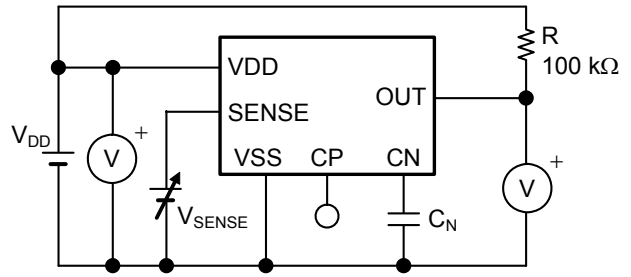 R
100 kΩ
VDD
SENSE
OUT
VSS CP CN
V_DD
V +
V_SENSE
C_N
V +